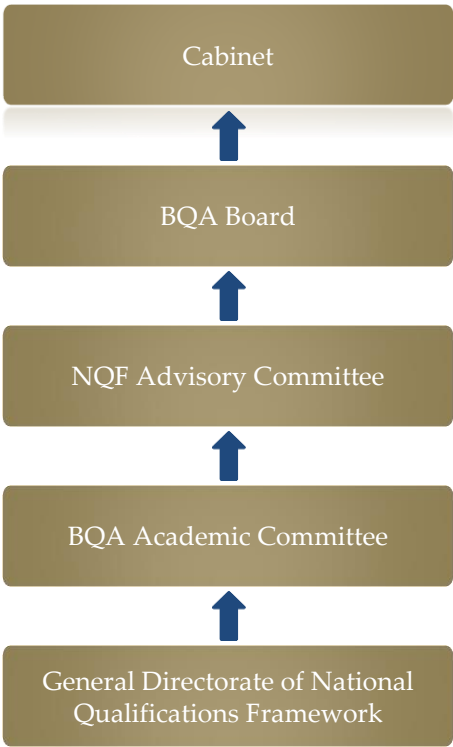 Cabinet
BQA Board
NQF Advisory Committee
BQA Academic Committee
General Directorate of National
Qualifications Framework